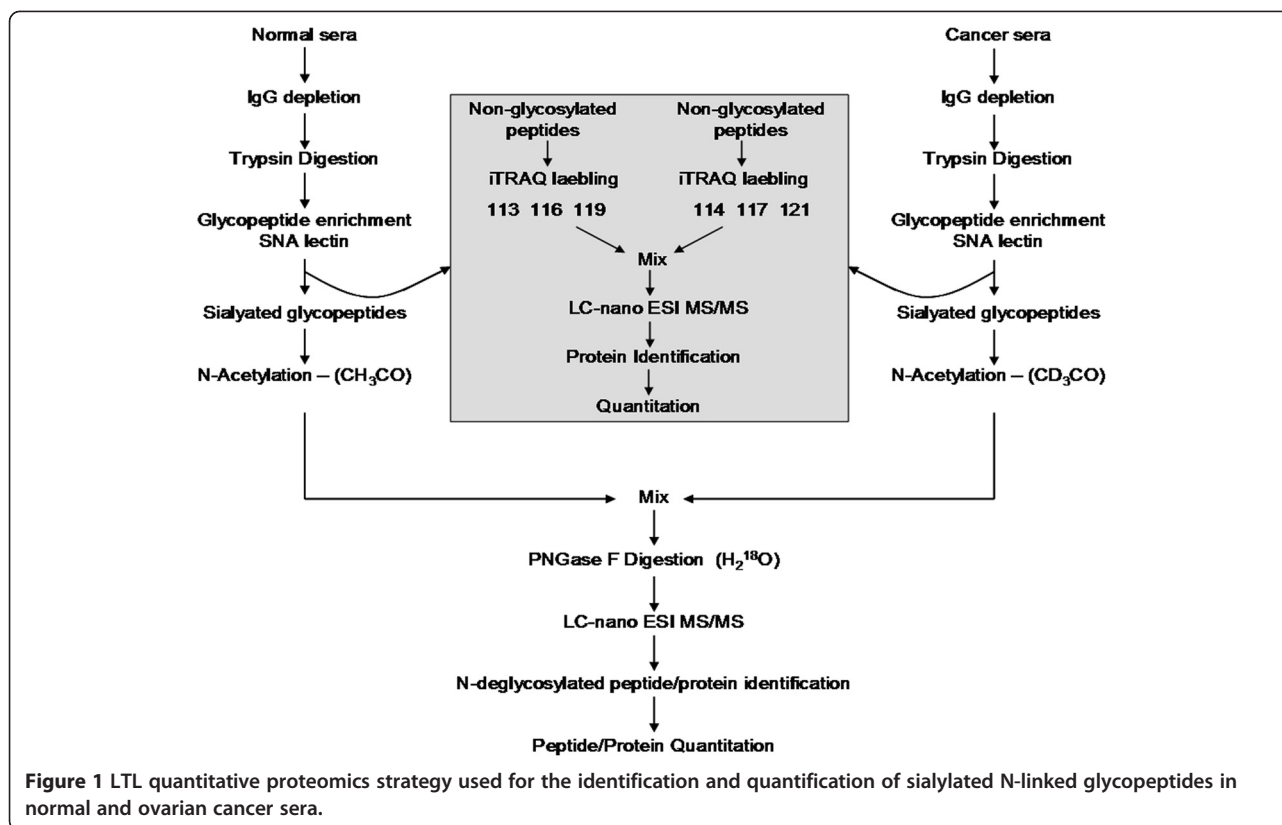 Normal sera
IgG depletion
Trypsin Digestion
Glycopeptide enrichment
SNA lectin
Sialyated glycopeptides
N-Acetylation – (CH₃CO)
Non-glycosylated
peptides
iTRAQ laebling
113 116 119
Non-glycosylated
peptides
iTRAQ laebling
114 117 121
Mix
LC-nano ESI MS/MS
Protein Identification
Quantitation
Cancer sera
IgG depletion
Trypsin Digestion
Glycopeptide enrichment
SNA lectin
Sialyated glycopeptides
N-Acetylation – (CD₃CO)
Mix
PNGase F Digestion (H₂¹⁸O)
LC-nano ESI MS/MS
N-deglycosylated peptide/protein identification
Peptide/Protein Quantitation
Figure 1 LTL quantitative proteomics strategy used for the identification and quantification of sialylated N-linked glycopeptides in
normal and ovarian cancer sera.